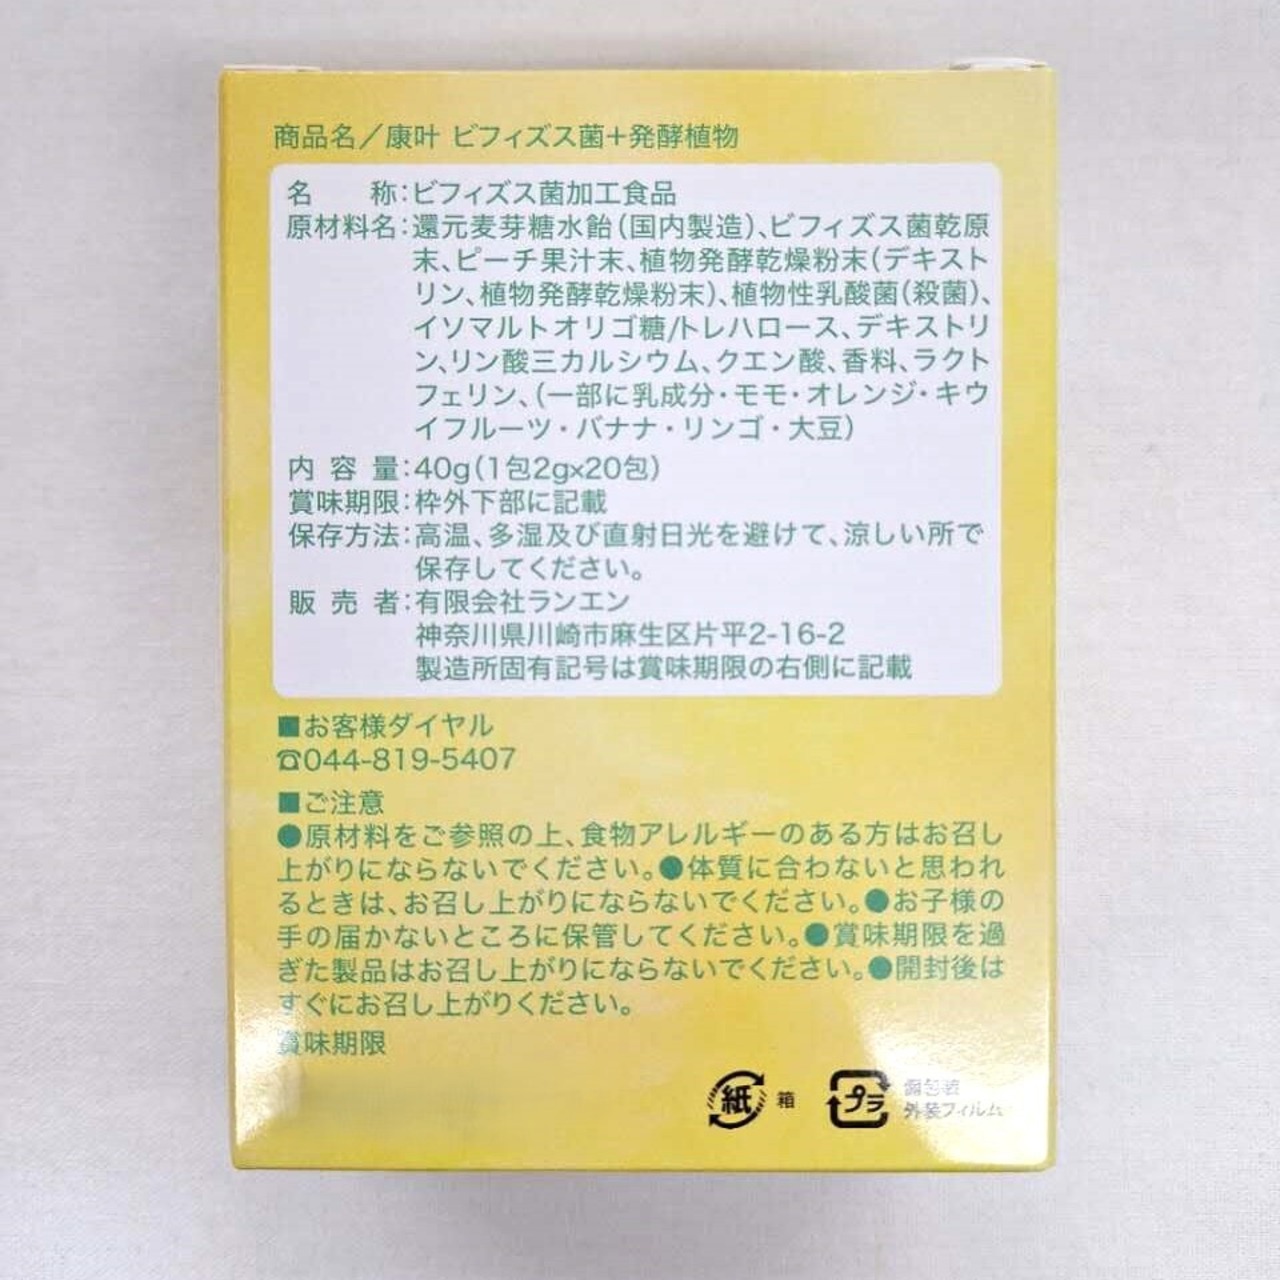 商品名／康叶 ビフィズス菌＋発酵植物
名　　称：ビフィズス菌加工食品
原材料名：還元麦芽糖水飴（国内製造）、ビフィズス菌乾原
末、ピーチ果汁末、植物発酵乾燥粉末（デキスト
リン、植物発酵乾燥粉末）、植物性乳酸菌（殺菌）、
イソマルトオリゴ糖/トレハロース、デキストリ
ン、リン酸三カルシウム、クエン酸、香料、ラクト
フェリン、（一部に乳成分・モモ・オレンジ・キウ
イフルーツ・バナナ・リンゴ・大豆）
内 容 量：40g（1包2g×20包）
賞味期限：枠外下部に記載
保存方法：高温、多湿及び直射日光を避けて、涼しい所で
保存してください。
販 売 者：有限会社ランエン
神奈川県川崎市麻生区片平2-16-2
製造所固有記号は賞味期限の右側に記載
■お客様ダイヤル
☎044-819-5407
■ご注意
●原材料をご参照の上、食物アレルギーのある方はお召し
上がりにならないでください。●体質に合わないと思われ
るときは、お召し上がりにならないでください。●お子様の
手の届かないところに保管してください。●賞味期限を過
ぎた製品はお召し上がりにならないでください。●開封後は
すぐにお召し上がりください。
賞味期限
紙 箱
プラ 個包装
外装フィルム